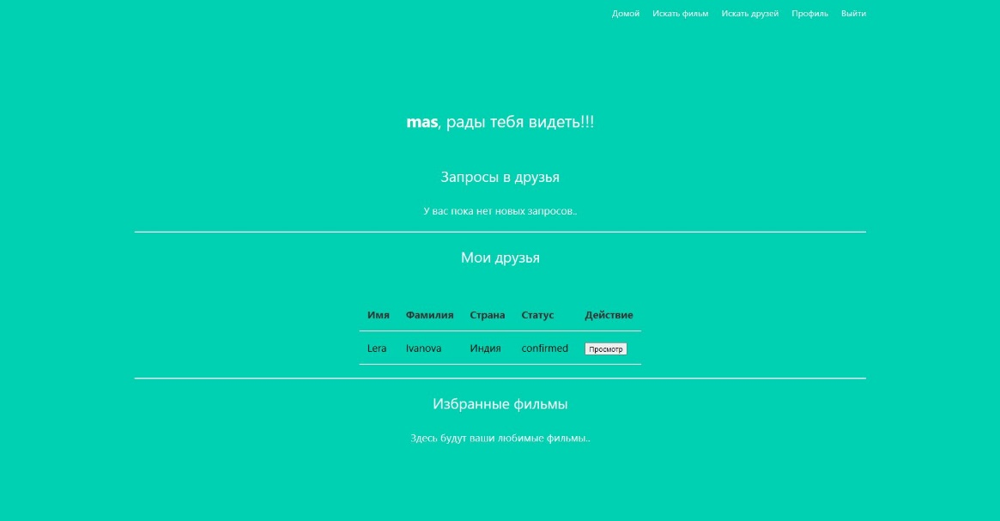 Домой Искать фильм Искать друзей Профиль Выйти
mas, рады тебя видеть!!!
Запросы в друзья
У вас пока нет новых запросов..
Мои друзья
Имя Фамилия Страна Статус Действие
Lera Ivanova Индия confirmed Просмотр
Избранные фильмы
Здесь будут ваши любимые фильмы..